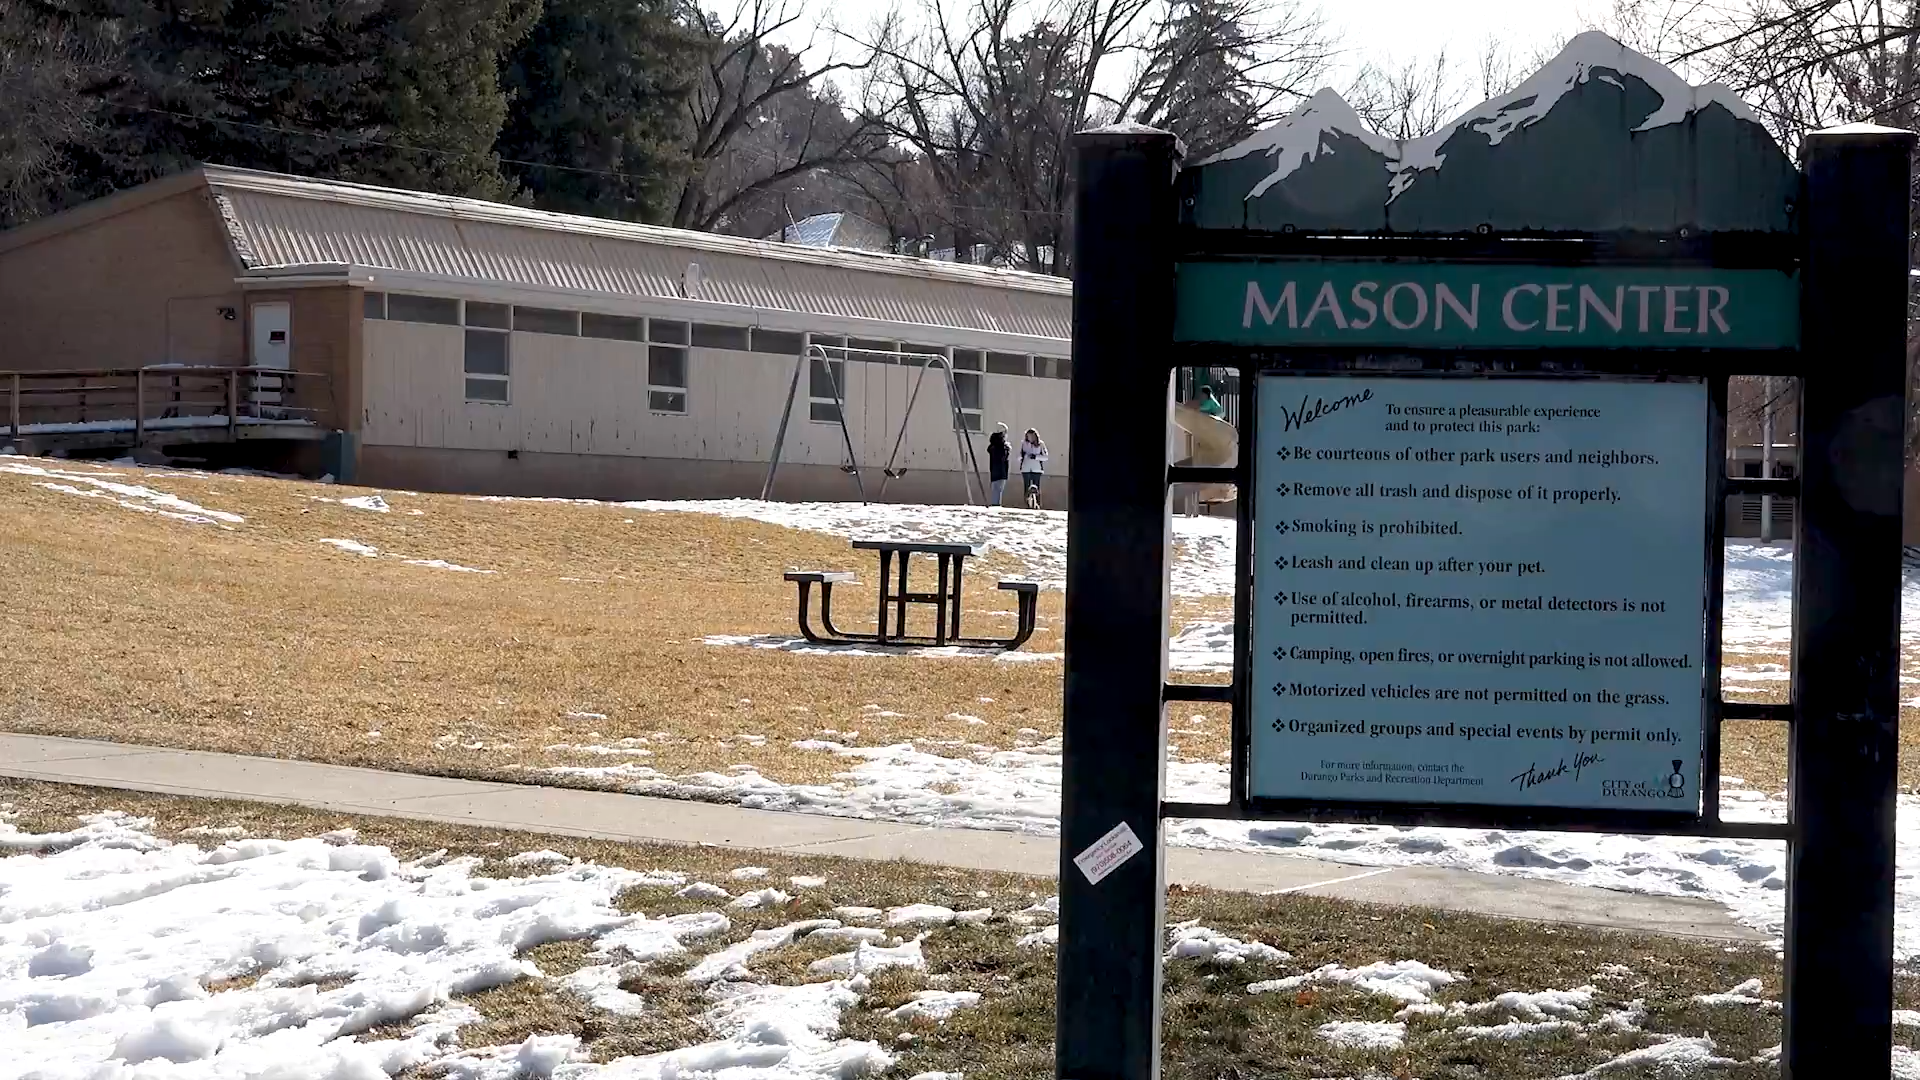 MASON CENTER
Welcome
To ensure a pleasurable experience
and to protect this park:
❖ Be courteous of other park users and neighbors.
❖ Remove all trash and dispose of it properly.
❖ Smoking is prohibited.
❖ Leash and clean up after your pet.
❖ Use of alcohol, firearms, or metal detectors is not
permitted.
❖ Camping, open fires, or overnight parking is not allowed.
❖ Motorized vehicles are not permitted on the grass.
❖ Organized groups and special events by permit only.
For more information, contact the
Durango Parks and Recreation Department
Thank You
CITY of
DURANGO